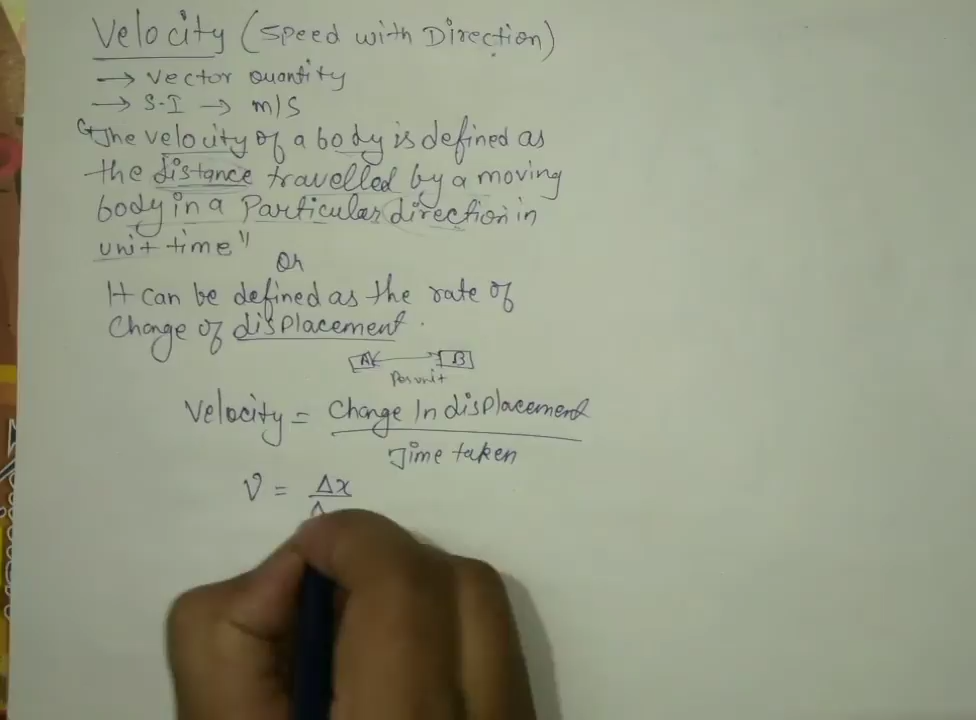 Velocity (speed with Direction)
→ vector quantity
→ S.I → m/s
"The velocity of a body is defined as
the distance travelled by a moving
body in a Particular direction in
unit time"
or
It can be defined as the rate of
Change of displacement.
A B
Per unit
Velocity = Change In displacement
Time taken
V = Δx
Δ